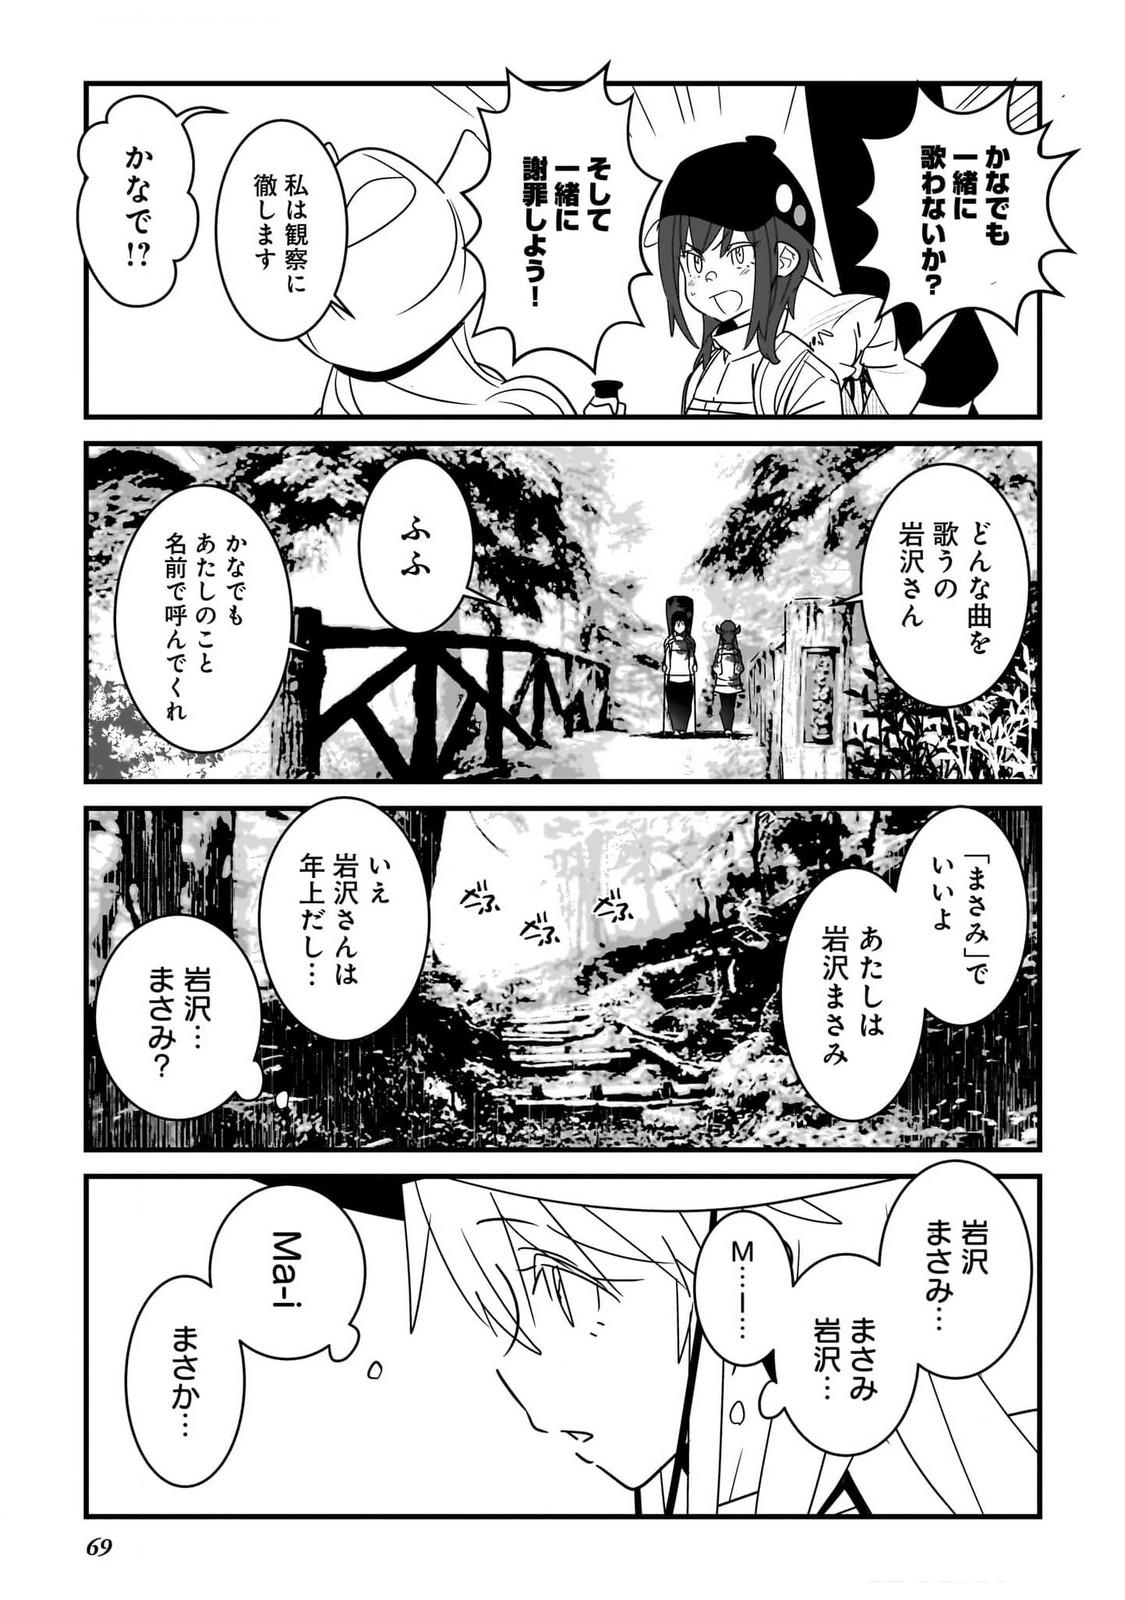 かなでも
一緒に
歌わないか?
そして
一緒に
謝罪しよう!
私は観察に
徹します
かなで!?
どんな曲を
歌うの
岩沢さん
ふふ
かなでも
あたしのこと
名前で呼んでくれ
「まさみ」で
いいよ
あたしは
岩沢まさみ
いえ
岩沢さんは
年上だし…
岩沢…
まさみ?
岩沢
まさみ…
まさみ
岩沢…
M…I…
Ma-i
まさか…
69